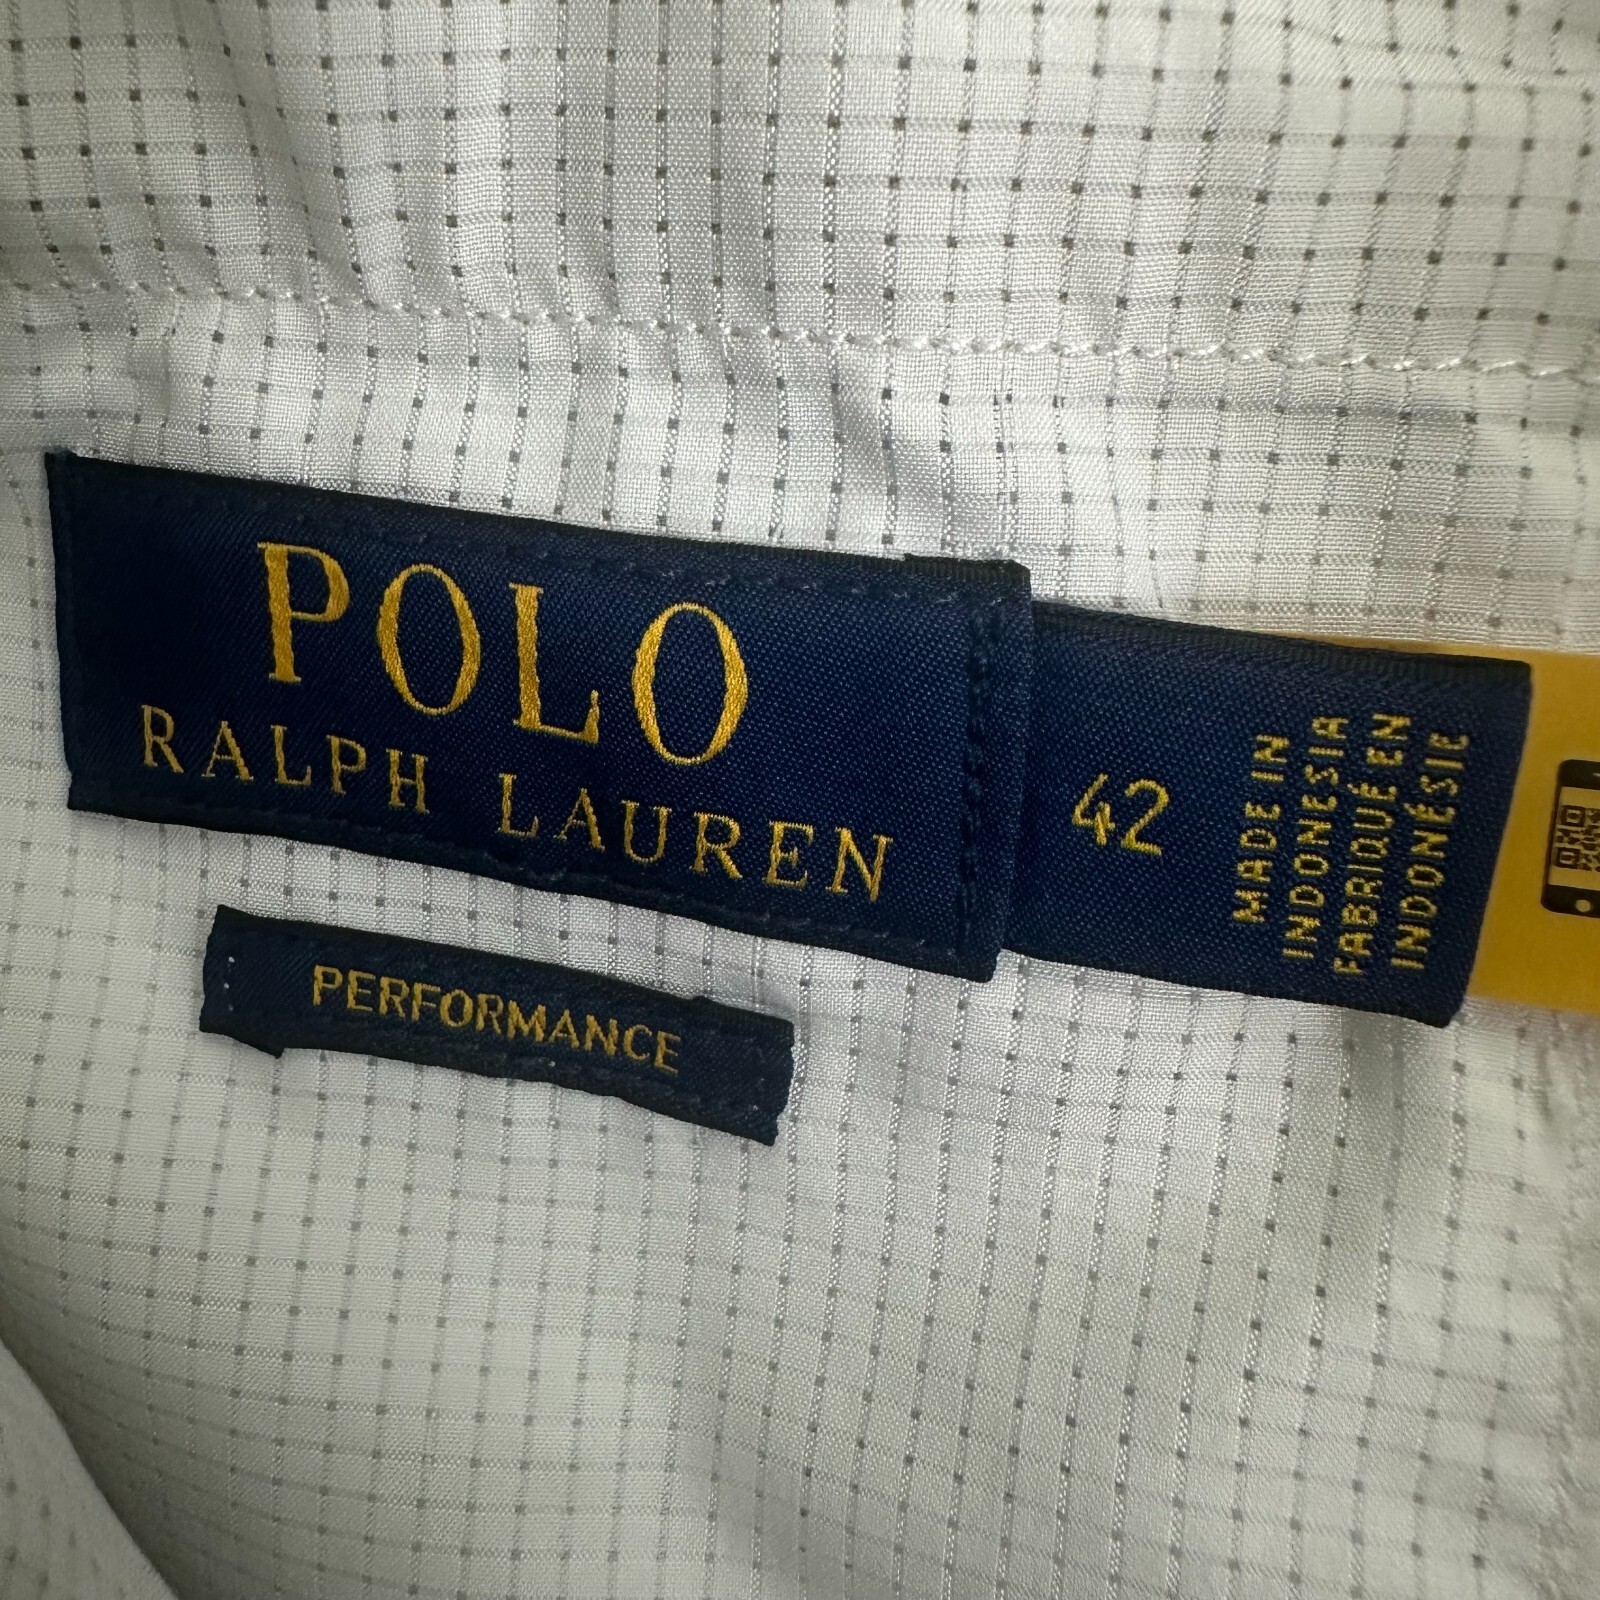 POLO
RALPH LAUREN
42
MADE IN
INDONESIA
FABRIQUÉ EN
INDONÉSIE
PERFORMANCE